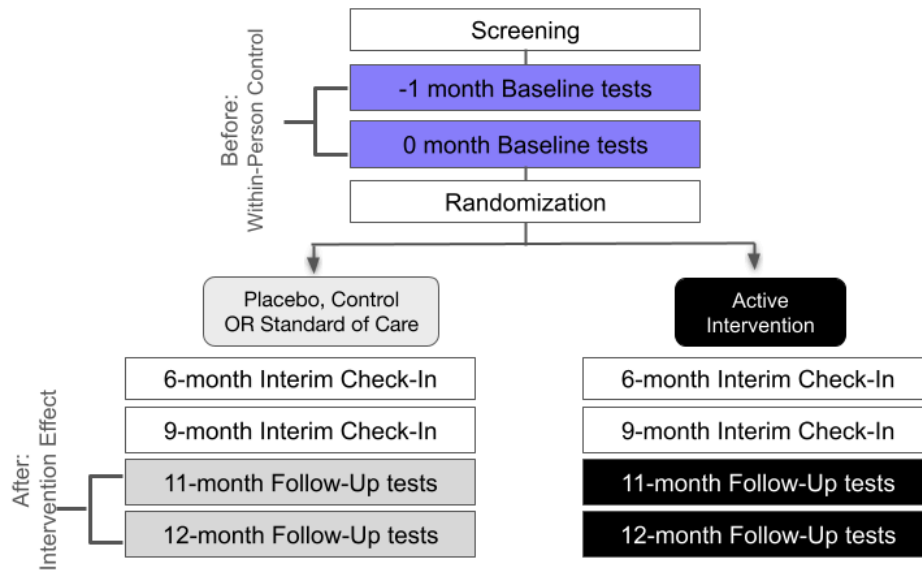 Screening
Before:
Within-Person Control
-1 month Baseline tests
0 month Baseline tests
Randomization
Placebo, Control
OR Standard of Care
Active
Intervention
6-month Interim Check-In
6-month Interim Check-In
9-month Interim Check-In
9-month Interim Check-In
After:
Intervention Effect
11-month Follow-Up tests
11-month Follow-Up tests
12-month Follow-Up tests
12-month Follow-Up tests